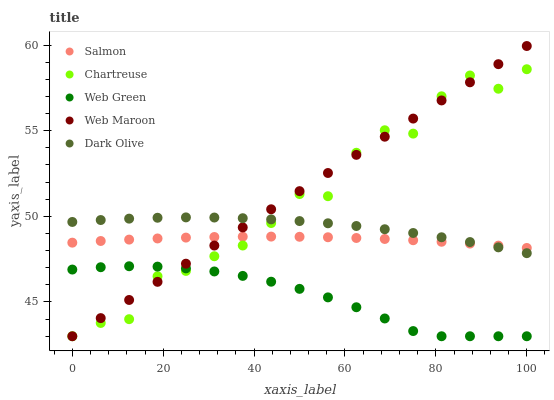 title
60
55
50
45
0
20
40
60
80
100
xaxis_label
yaxis_label
Salmon
Chartreuse
Web Green
Web Maroon
Dark Olive